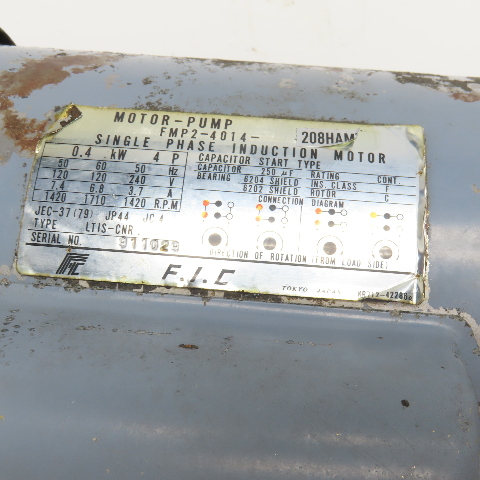 MOTOR-PUMP
FMP2-4014- 208HAM
SINGLE PHASE INDUCTION MOTOR
0.4 kW 4 P
50 60 50 Hz
120 120 240 V
7.4 6.8 3.7 A
1420 1710 1420 R.P.M
CAPACITOR START TYPE
CAPACITOR 250 µF
BEARING 6204 SHIELD
6202 SHIELD
RATING CONT.
INS.CLASS F
ROTOR C
CONNECTION DIAGRAM
JEC-37(79) JP44 JC4
TYPE LTIS-CNR
SERIAL NO. 911029
DIRECTION OF ROTATION (FROM LOAD SIDE)
F.I.C
TOKYO JAPAN